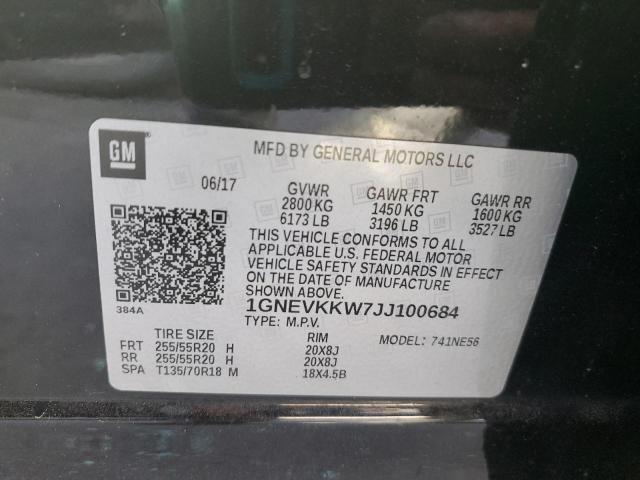 GM
MFD BY GENERAL MOTORS LLC
06/17 GVWR GAWR FRT GAWR RR
2800 KG 1450 KG 1600 KG
6173 LB 3196 LB 3527 LB
THIS VEHICLE CONFORMS TO ALL
APPLICABLE U.S. FEDERAL MOTOR
VEHICLE SAFETY STANDARDS IN EFFECT
ON THE DATE OF MANUFACTURE
SHOWN ABOVE.
384A 1GNEVKKW7JJ100684
TYPE: M.P.V.
TIRE SIZE RIM MODEL: 741NE56
FRT 255/55R20 H 20X8J
RR 255/55R20 H 20X8J
SPA T135/70R18 M 18X4.5B